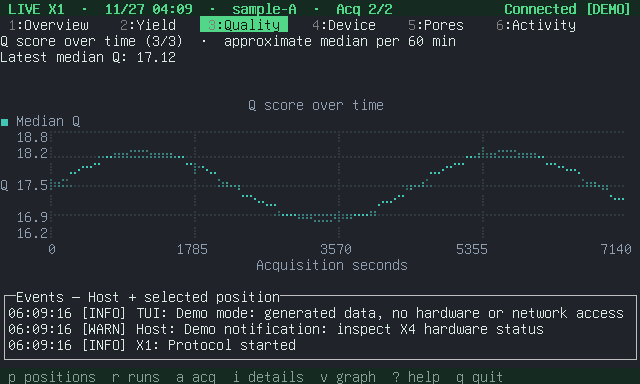 LIVE X1 · 11/27 04:09 · sample-A · Acq 2/2 Connected [DEMO]
1:Overview 2:Yield 3:Quality 4:Device 5:Pores 6:Activity
Q score over time (3/3) · approximate median per 60 min
Latest median Q: 17.12
Q score over time
Median Q
18.8
18.2
Q 17.5
16.9
16.2
0 1785 3570 5355 7140
Acquisition seconds
Events — Host + selected position
06:09:16 [INFO] TUI: Demo mode: generated data, no hardware or network access
06:09:16 [WARN] Host: Demo notification: inspect X4 hardware status
06:09:16 [INFO] X1: Protocol started
p positions r runs a acq i details v graph ? help q quit